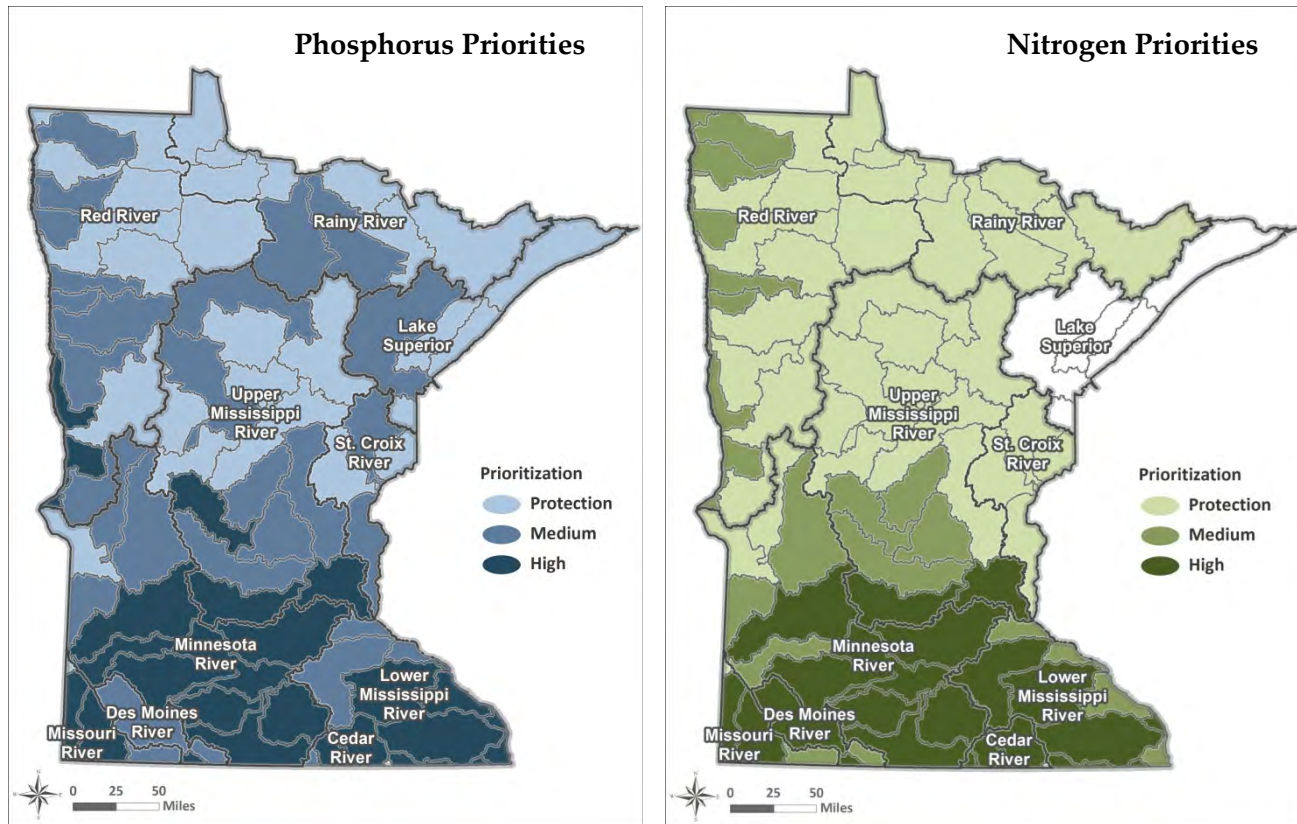 Phosphorus Priorities
Red River
Rainy River
Lake
Superior
Upper
Mississippi
River
St. Croix
River
Prioritization
Protection
Medium
High
Minnesota
River
Lower
Mississippi
River
Des Moines
River
Missouri
River
Cedar
River
0 25 50
Miles
Nitrogen Priorities
Red River
Rainy River
Lake
Superior
Upper
Mississippi
River
St. Croix
River
Prioritization
Protection
Medium
High
Minnesota
River
Lower
Mississippi
River
Des Moines
River
Missouri
River
Cedar
River
0 25 50
Miles